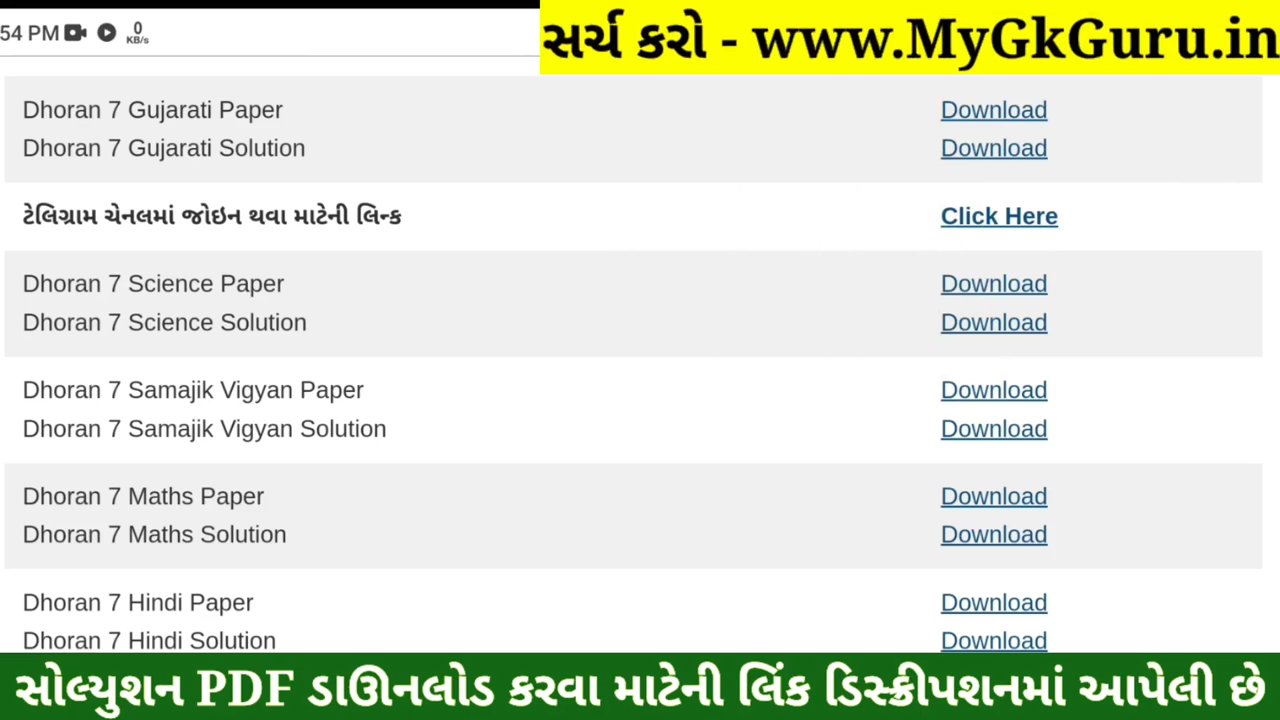 54 PM 0 KB/s
સર્ચ કરો - www.MyGkGuru.in
Dhoran 7 Gujarati Paper Download
Dhoran 7 Gujarati Solution Download
ટેલિગ્રામ ચેનલમાં જોઇન થવા માટેની લિન્ક Click Here
Dhoran 7 Science Paper Download
Dhoran 7 Science Solution Download
Dhoran 7 Samajik Vigyan Paper Download
Dhoran 7 Samajik Vigyan Solution Download
Dhoran 7 Maths Paper Download
Dhoran 7 Maths Solution Download
Dhoran 7 Hindi Paper Download
Dhoran 7 Hindi Solution Download
સોલ્યુશન PDF ડાઊનલોડ કરવા માટેની લિંક ડિસ્ક્રીપશનમાં આપેલી છે